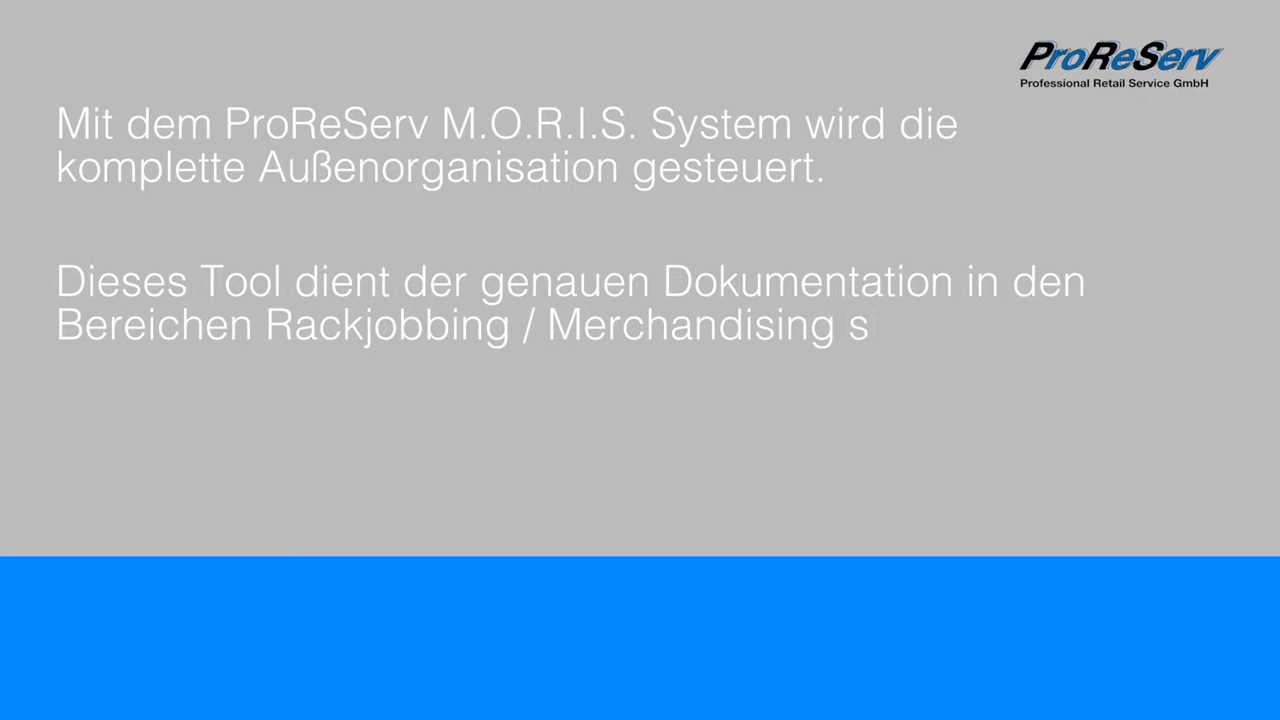 ProReServ
Professional Retail Service GmbH
Mit dem ProReServ M.O.R.I.S. System wird die
komplette Außenorganisation gesteuert.
Dieses Tool dient der genauen Dokumentation in den
Bereichen Rackjobbing / Merchandising s